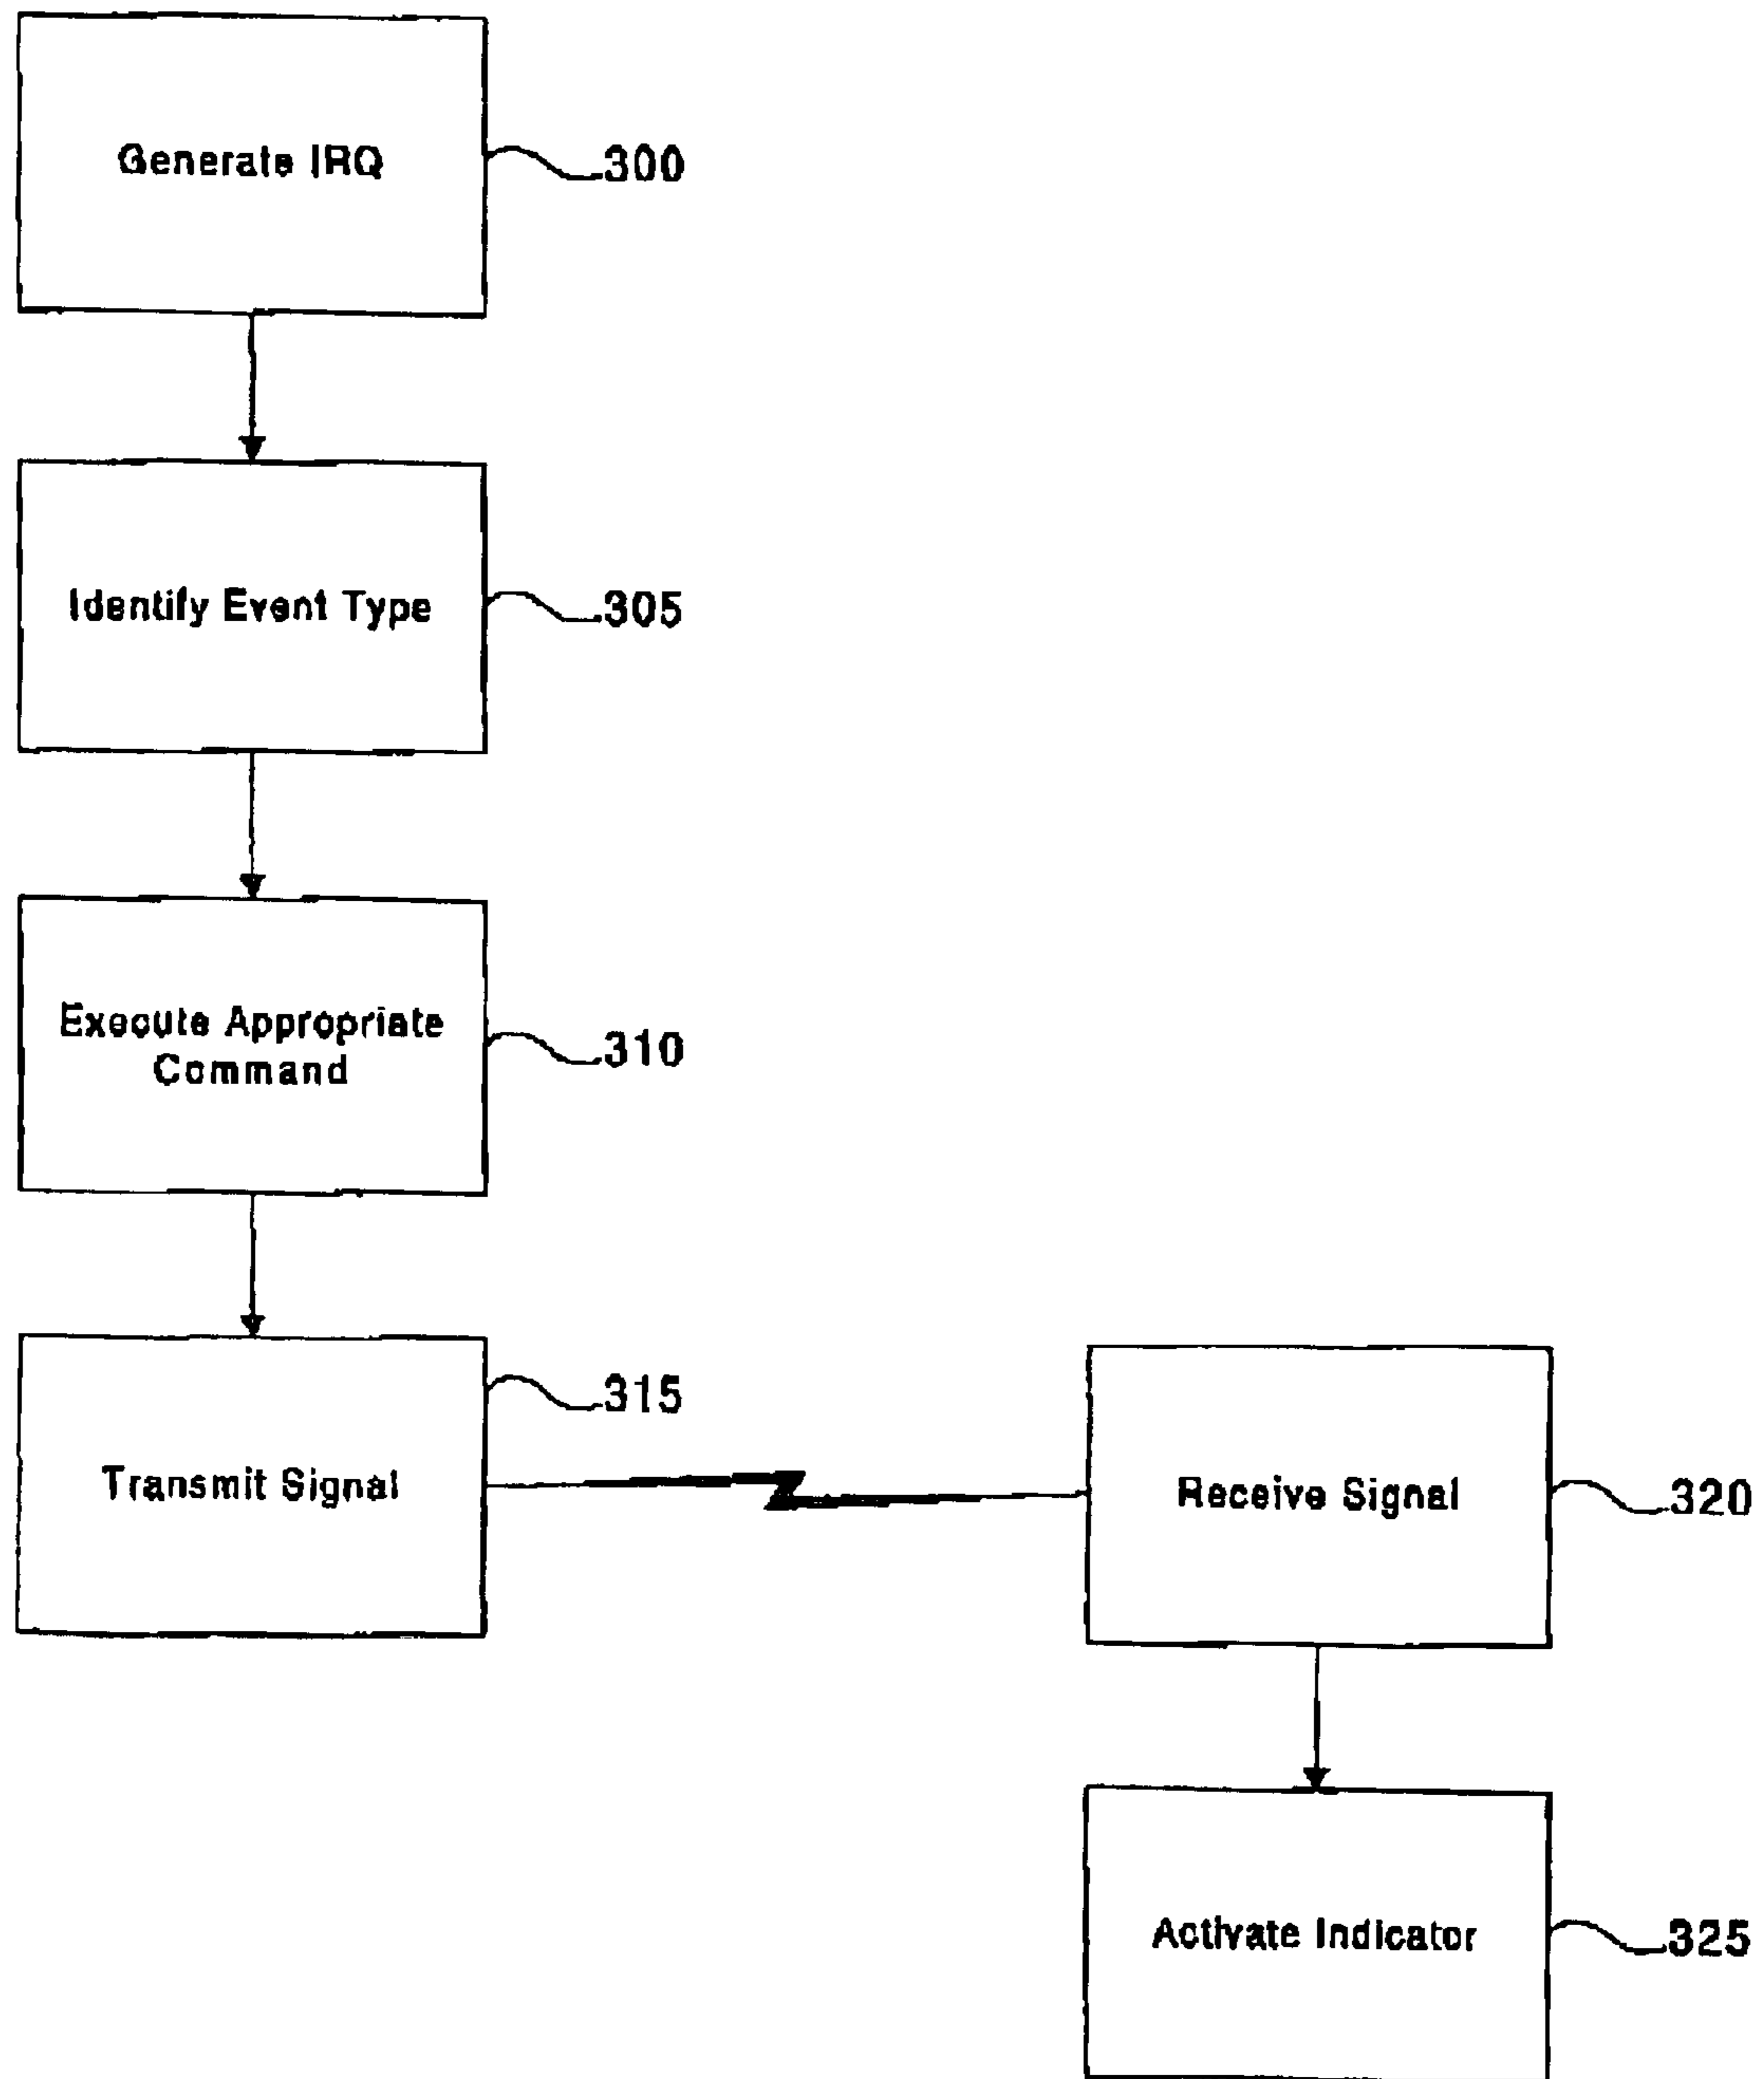 Generate IRQ
300
Identify Event Type
305
Execute Appropriate
Command
310
315
Transmit Signal
Receive Signal
320
Activate Indicator
325